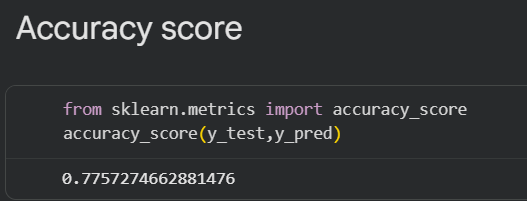 Accuracy score
from sklearn.metrics import accuracy_score
accuracy_score(y_test,y_pred)
0.7757274662881476